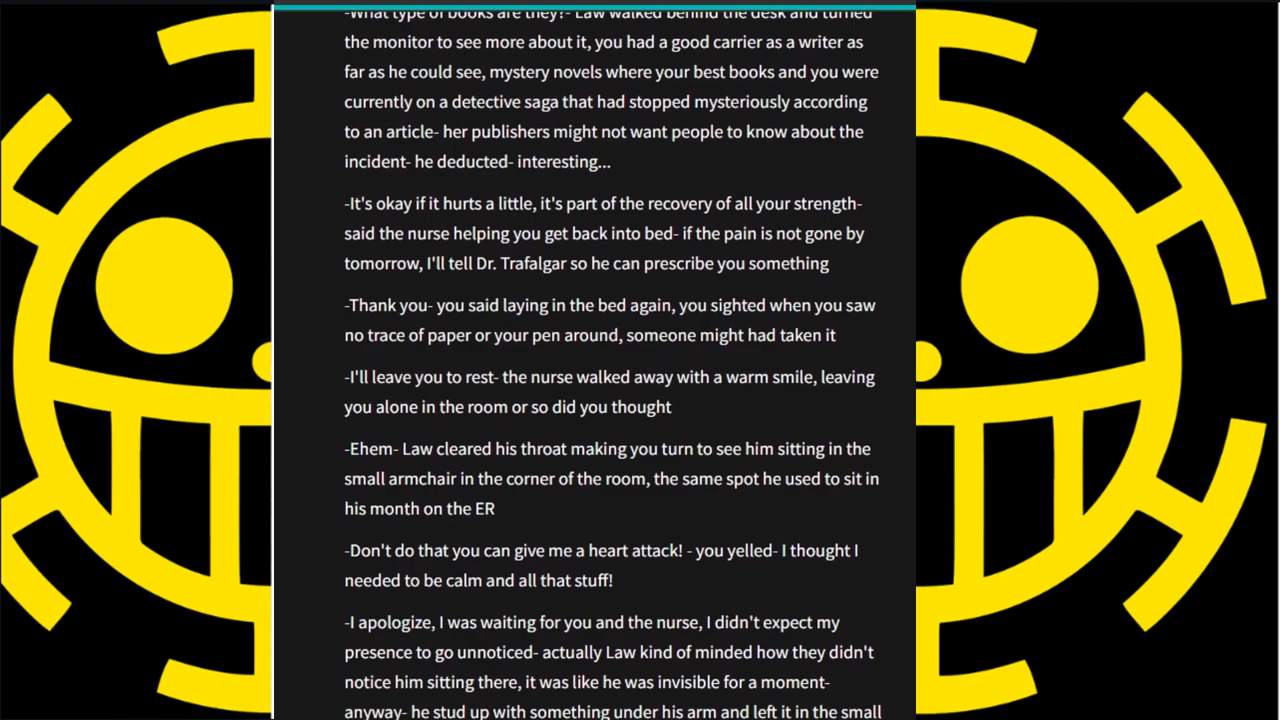 -What type of books are they?- Law walked behind the desk and turned
the monitor to see more about it, you had a good carrier as a writer as
far as he could see, mystery novels where your best books and you were
currently on a detective saga that had stopped mysteriously according
to an article- her publishers might not want people to know about the
incident- he deducted- interesting...
-It's okay if it hurts a little, it's part of the recovery of all your strength-
said the nurse helping you get back into bed- if the pain is not gone by
tomorrow, I'll tell Dr. Trafalgar so he can prescribe you something
-Thank you- you said laying in the bed again, you sighted when you saw
no trace of paper or your pen around, someone might had taken it
-I'll leave you to rest- the nurse walked away with a warm smile, leaving
you alone in the room or so did you thought
-Ehem- Law cleared his throat making you turn to see him sitting in the
small armchair in the corner of the room, the same spot he used to sit in
his month on the ER
-Don't do that you can give me a heart attack! - you yelled- I thought I
needed to be calm and all that stuff!
-I apologize, I was waiting for you and the nurse, I didn't expect my
presence to go unnoticed- actually Law kind of minded how they didn't
notice him sitting there, it was like he was invisible for a moment-
anyway- he stud up with something under his arm and left it in the small